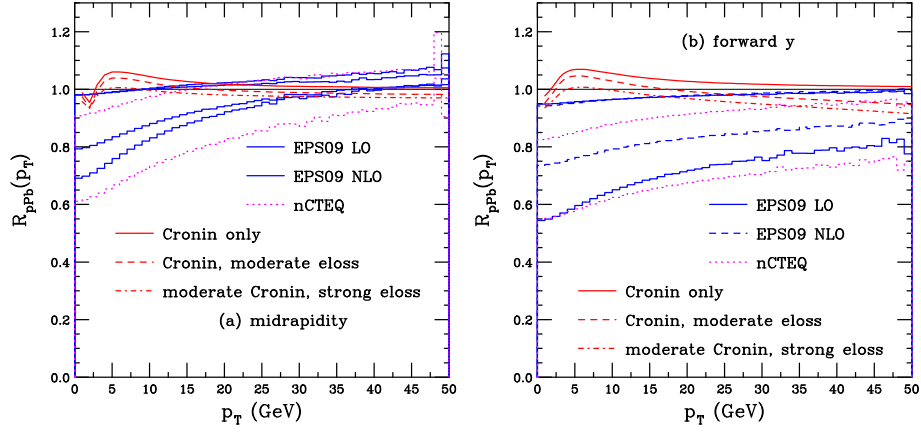 1.2
1.0
0.8
0.6
0.4
0.2
0.0
R_pPb(p_T)
EPS09 LO
EPS09 NLO
nCTEQ
Cronin only
Cronin, moderate eloss
moderate Cronin, strong eloss
(a) midrapidity
0 5 10 15 20 25 30 35 40 45 50
p_T (GeV)
1.2
1.0
0.8
0.6
0.4
0.2
0.0
R_pPb(p_T)
(b) forward y
EPS09 LO
EPS09 NLO
nCTEQ
Cronin only
Cronin, moderate eloss
moderate Cronin, strong eloss
0 5 10 15 20 25 30 35 40 45 50
p_T (GeV)